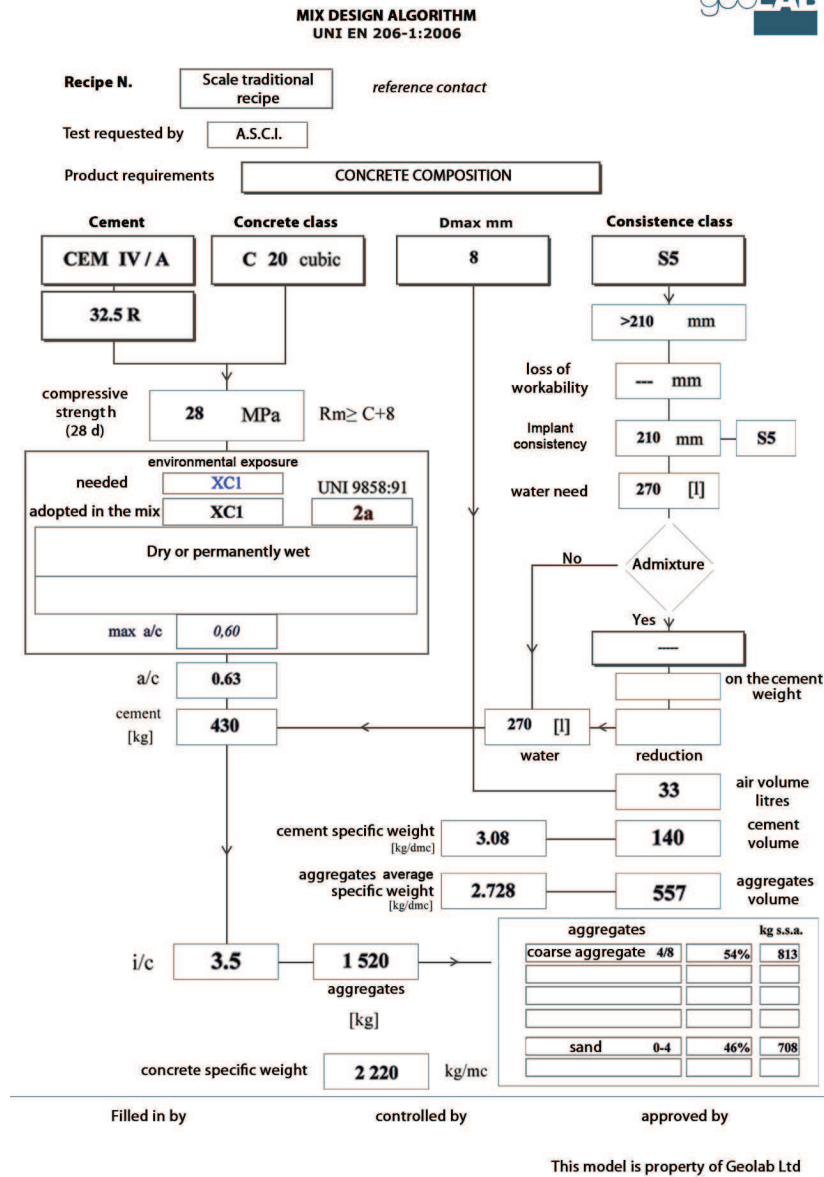 geoLAB
MIX DESIGN ALGORITHM
UNI EN 206-1:2006
Recipe N.
Scale traditional
recipe
reference contact
Test requested by
A.S.C.I.
Product requirements
CONCRETE COMPOSITION
Cement
Concrete class
Dmax mm
Consistence class
CEM IV / A
C 20 cubic
8
S5
32.5 R
>210 mm
loss of
workability
--- mm
compressive
strengt h
(28 d)
28 MPa
Rm≥ C+8
Implant
consistency
210 mm
S5
environmental exposure
needed
XC1
UNI 9858:91
water need
270 [l]
adopted in the mix
XC1
2a
Dry or permanently wet
No
Admixture
Yes
-----
max a/c
0,60
a/c
0.63
on the cement
weight
cement
[kg]
430
270 [l]
water
reduction
33
air volume
litres
cement specific weight
[kg/dmc]
3.08
140
cement
volume
aggregates average
specific weight
[kg/dmc]
2.728
557
aggregates
volume
aggregates kg s.s.a.
coarse aggregate 4/8 54% 813
i/c
3.5
1 520
aggregates
[kg]
sand 0-4 46% 708
concrete specific weight
2 220
kg/mc
Filled in by
controlled by
approved by
This model is property of Geolab Ltd